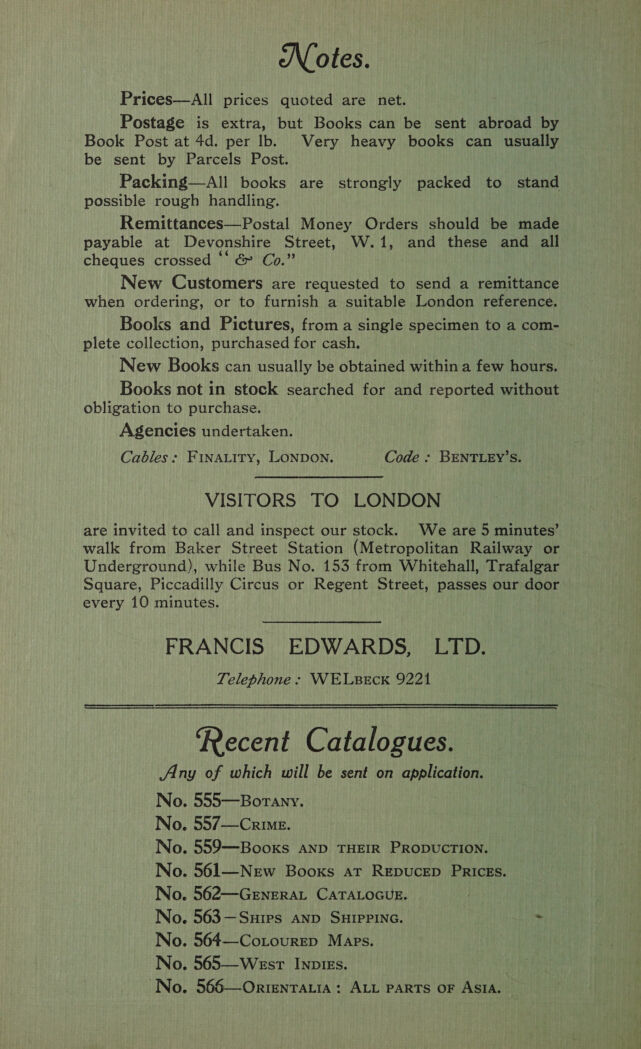 Notes.
Prices—All prices quoted are net.
Postage is extra, but Books can be sent abroad by
Book Post at 4d. per lb. Very heavy books can usually
be sent by Parcels Post.
Packing—All books are strongly packed to stand
possible rough handling.
Remittances—Postal Money Orders should be made
payable at Devonshire Street, W. 1, and these and all
cheques crossed “ & Co.”
New Customers are requested to send a remittance
when ordering, or to furnish a suitable London reference.
Books and Pictures, from a single specimen to a com-
plete collection, purchased for cash.
New Books can usually be obtained within a few hours.
Books not in stock searched for and reported without
obligation to purchase.
Agencies undertaken.
Cables: FINALITY, LONDON. Code: BENTLEY'S.
VISITORS TO LONDON
are invited to call and inspect our stock. We are 5 minutes'
walk from Baker Street Station (Metropolitan Railway or
Underground), while Bus No. 153 from Whitehall, Trafalgar
Square, Piccadilly Circus or Regent Street, passes our door
every 10 minutes.
FRANCIS EDWARDS, LTD.
Telephone: WELBECK 9221
Recent Catalogues.
Any of which will be sent on application.
No. 555—BOTANY.
No. 557—CRIME.
No. 559—BOOKS AND THEIR PRODUCTION.
No. 561—NEW BOOKS AT REDUCED PRICES.
No. 562—GENERAL CATALOGUE.
No. 563—SHIPS AND SHIPPING.
No. 564—COLOURED MAPS.
No. 565—WEST INDIES.
No. 566—ORIENTALIA: ALL PARTS OF ASIA.